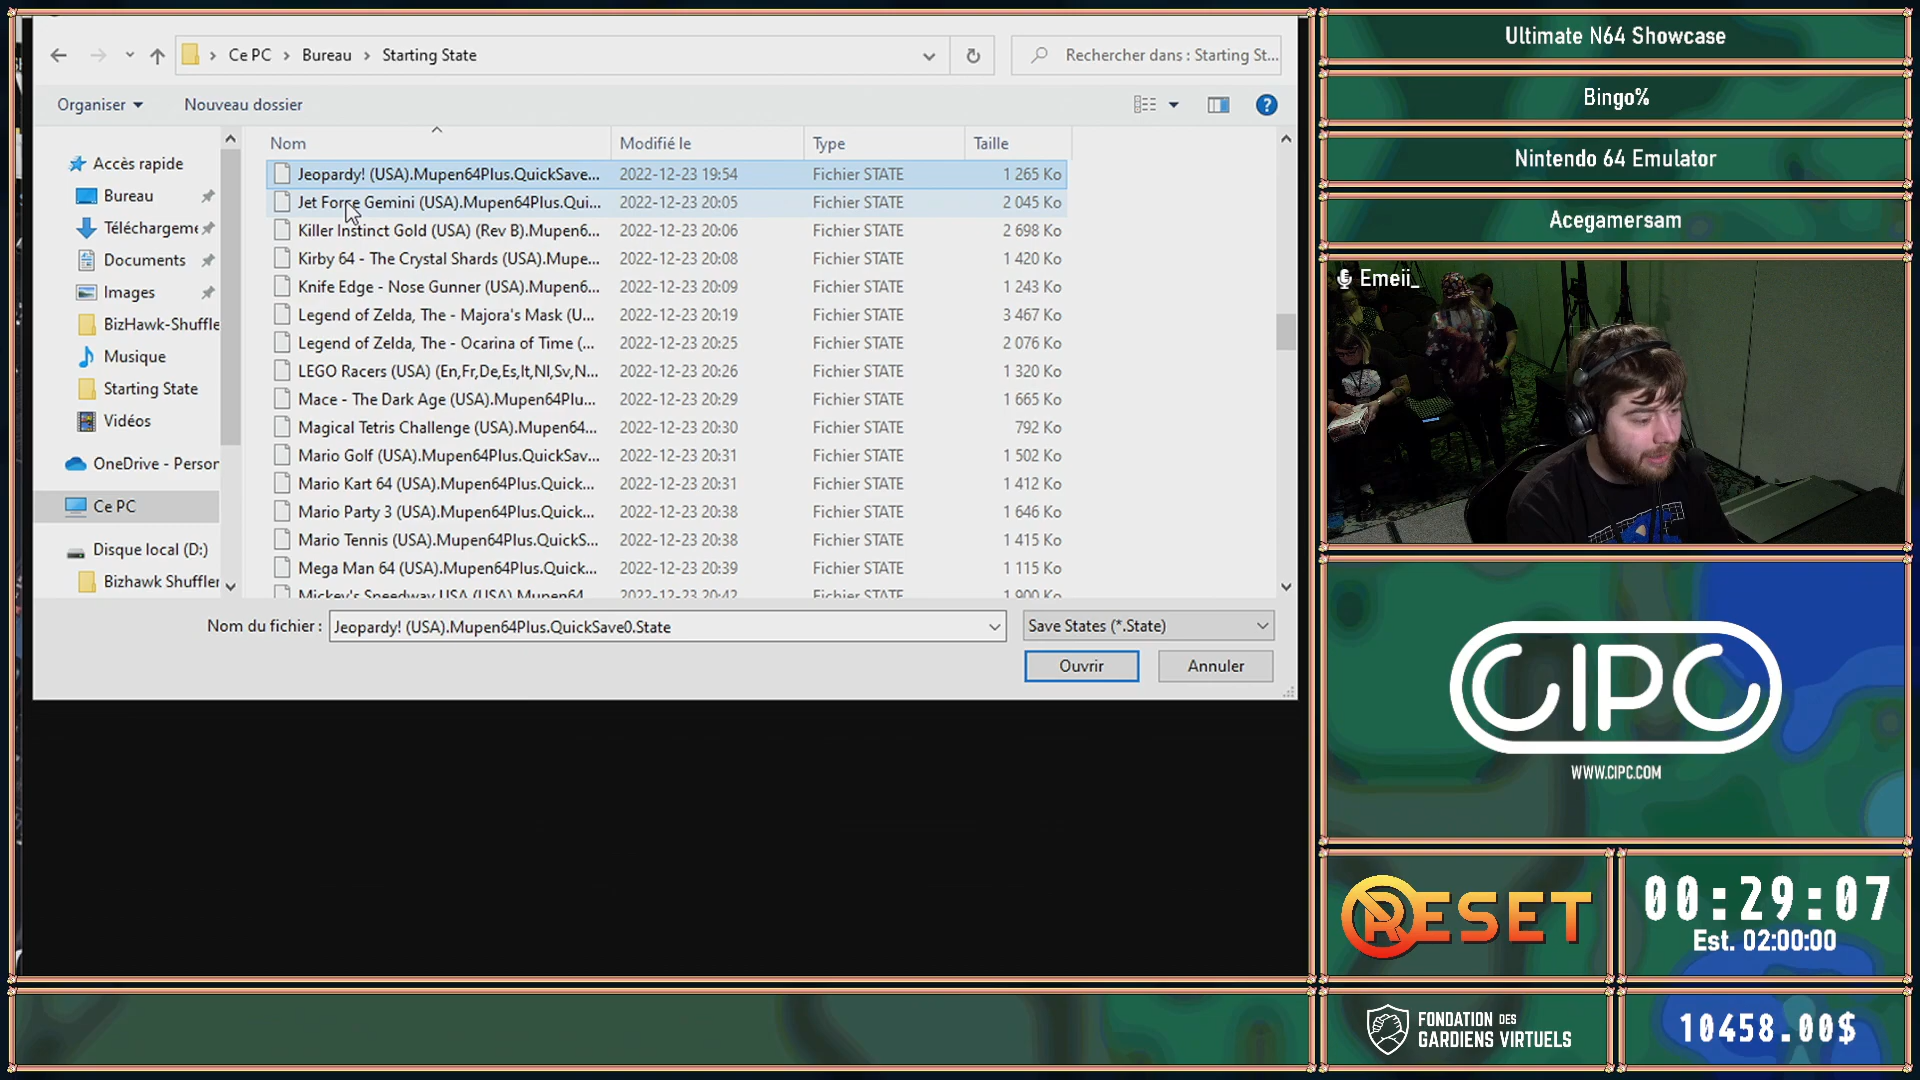 Ce PC > Bureau > Starting State
Rechercher dans : Starting St...
Organiser
Nouveau dossier
?
Nom Modifié le Type Taille
Accès rapide
Bureau
Téléchargeme
Documents
Images
BizHawk-Shuffle
Musique
Starting State
Vidéos
OneDrive - Person
Ce PC
Disque local (D:)
Bizhawk Shuffler
Jeopardy! (USA).Mupen64Plus.QuickSave... 2022-12-23 19:54 Fichier STATE 1 265 Ko
Jet Force Gemini (USA).Mupen64Plus.Qui... 2022-12-23 20:05 Fichier STATE 2 045 Ko
Killer Instinct Gold (USA) (Rev B).Mupen6... 2022-12-23 20:06 Fichier STATE 2 698 Ko
Kirby 64 - The Crystal Shards (USA).Mupe... 2022-12-23 20:08 Fichier STATE 1 420 Ko
Knife Edge - Nose Gunner (USA).Mupen6... 2022-12-23 20:09 Fichier STATE 1 243 Ko
Legend of Zelda, The - Majora's Mask (U... 2022-12-23 20:19 Fichier STATE 3 467 Ko
Legend of Zelda, The - Ocarina of Time (... 2022-12-23 20:25 Fichier STATE 2 076 Ko
LEGO Racers (USA) (En,Fr,De,Es,It,Nl,Sv,N... 2022-12-23 20:26 Fichier STATE 1 320 Ko
Mace - The Dark Age (USA).Mupen64Plu... 2022-12-23 20:29 Fichier STATE 1 665 Ko
Magical Tetris Challenge (USA).Mupen64... 2022-12-23 20:30 Fichier STATE 792 Ko
Mario Golf (USA).Mupen64Plus.QuickSav... 2022-12-23 20:31 Fichier STATE 1 502 Ko
Mario Kart 64 (USA).Mupen64Plus.Quick... 2022-12-23 20:31 Fichier STATE 1 412 Ko
Mario Party 3 (USA).Mupen64Plus.Quick... 2022-12-23 20:38 Fichier STATE 1 646 Ko
Mario Tennis (USA).Mupen64Plus.QuickS... 2022-12-23 20:38 Fichier STATE 1 415 Ko
Mega Man 64 (USA).Mupen64Plus.Quick... 2022-12-23 20:39 Fichier STATE 1 115 Ko
Mickey's Speedway USA (USA).Mupen64... 2022-12-23 20:42 Fichier STATE 1 900 Ko
Nom du fichier : Jeopardy! (USA).Mupen64Plus.QuickSave0.State
Save States (*.State)
Ouvrir Annuler
Ultimate N64 Showcase
Bingo%
Nintendo 64 Emulator
Acegamersam
Emeii_
CIPC
WWW.CIPC.COM
RESET
00:29:07
Est. 02:00:00
FONDATION DES
GARDIENS VIRTUELS
10458.00$